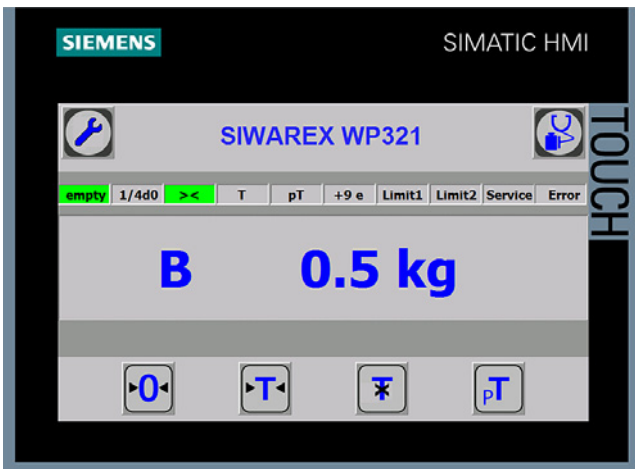 SIEMENS
SIMATIC HMI
TOUCH
SIWAREX WP321
empty 1/4d0 >< T pT +9 e Limit1 Limit2 Service Error
B 0.5 kg
0 T T pT